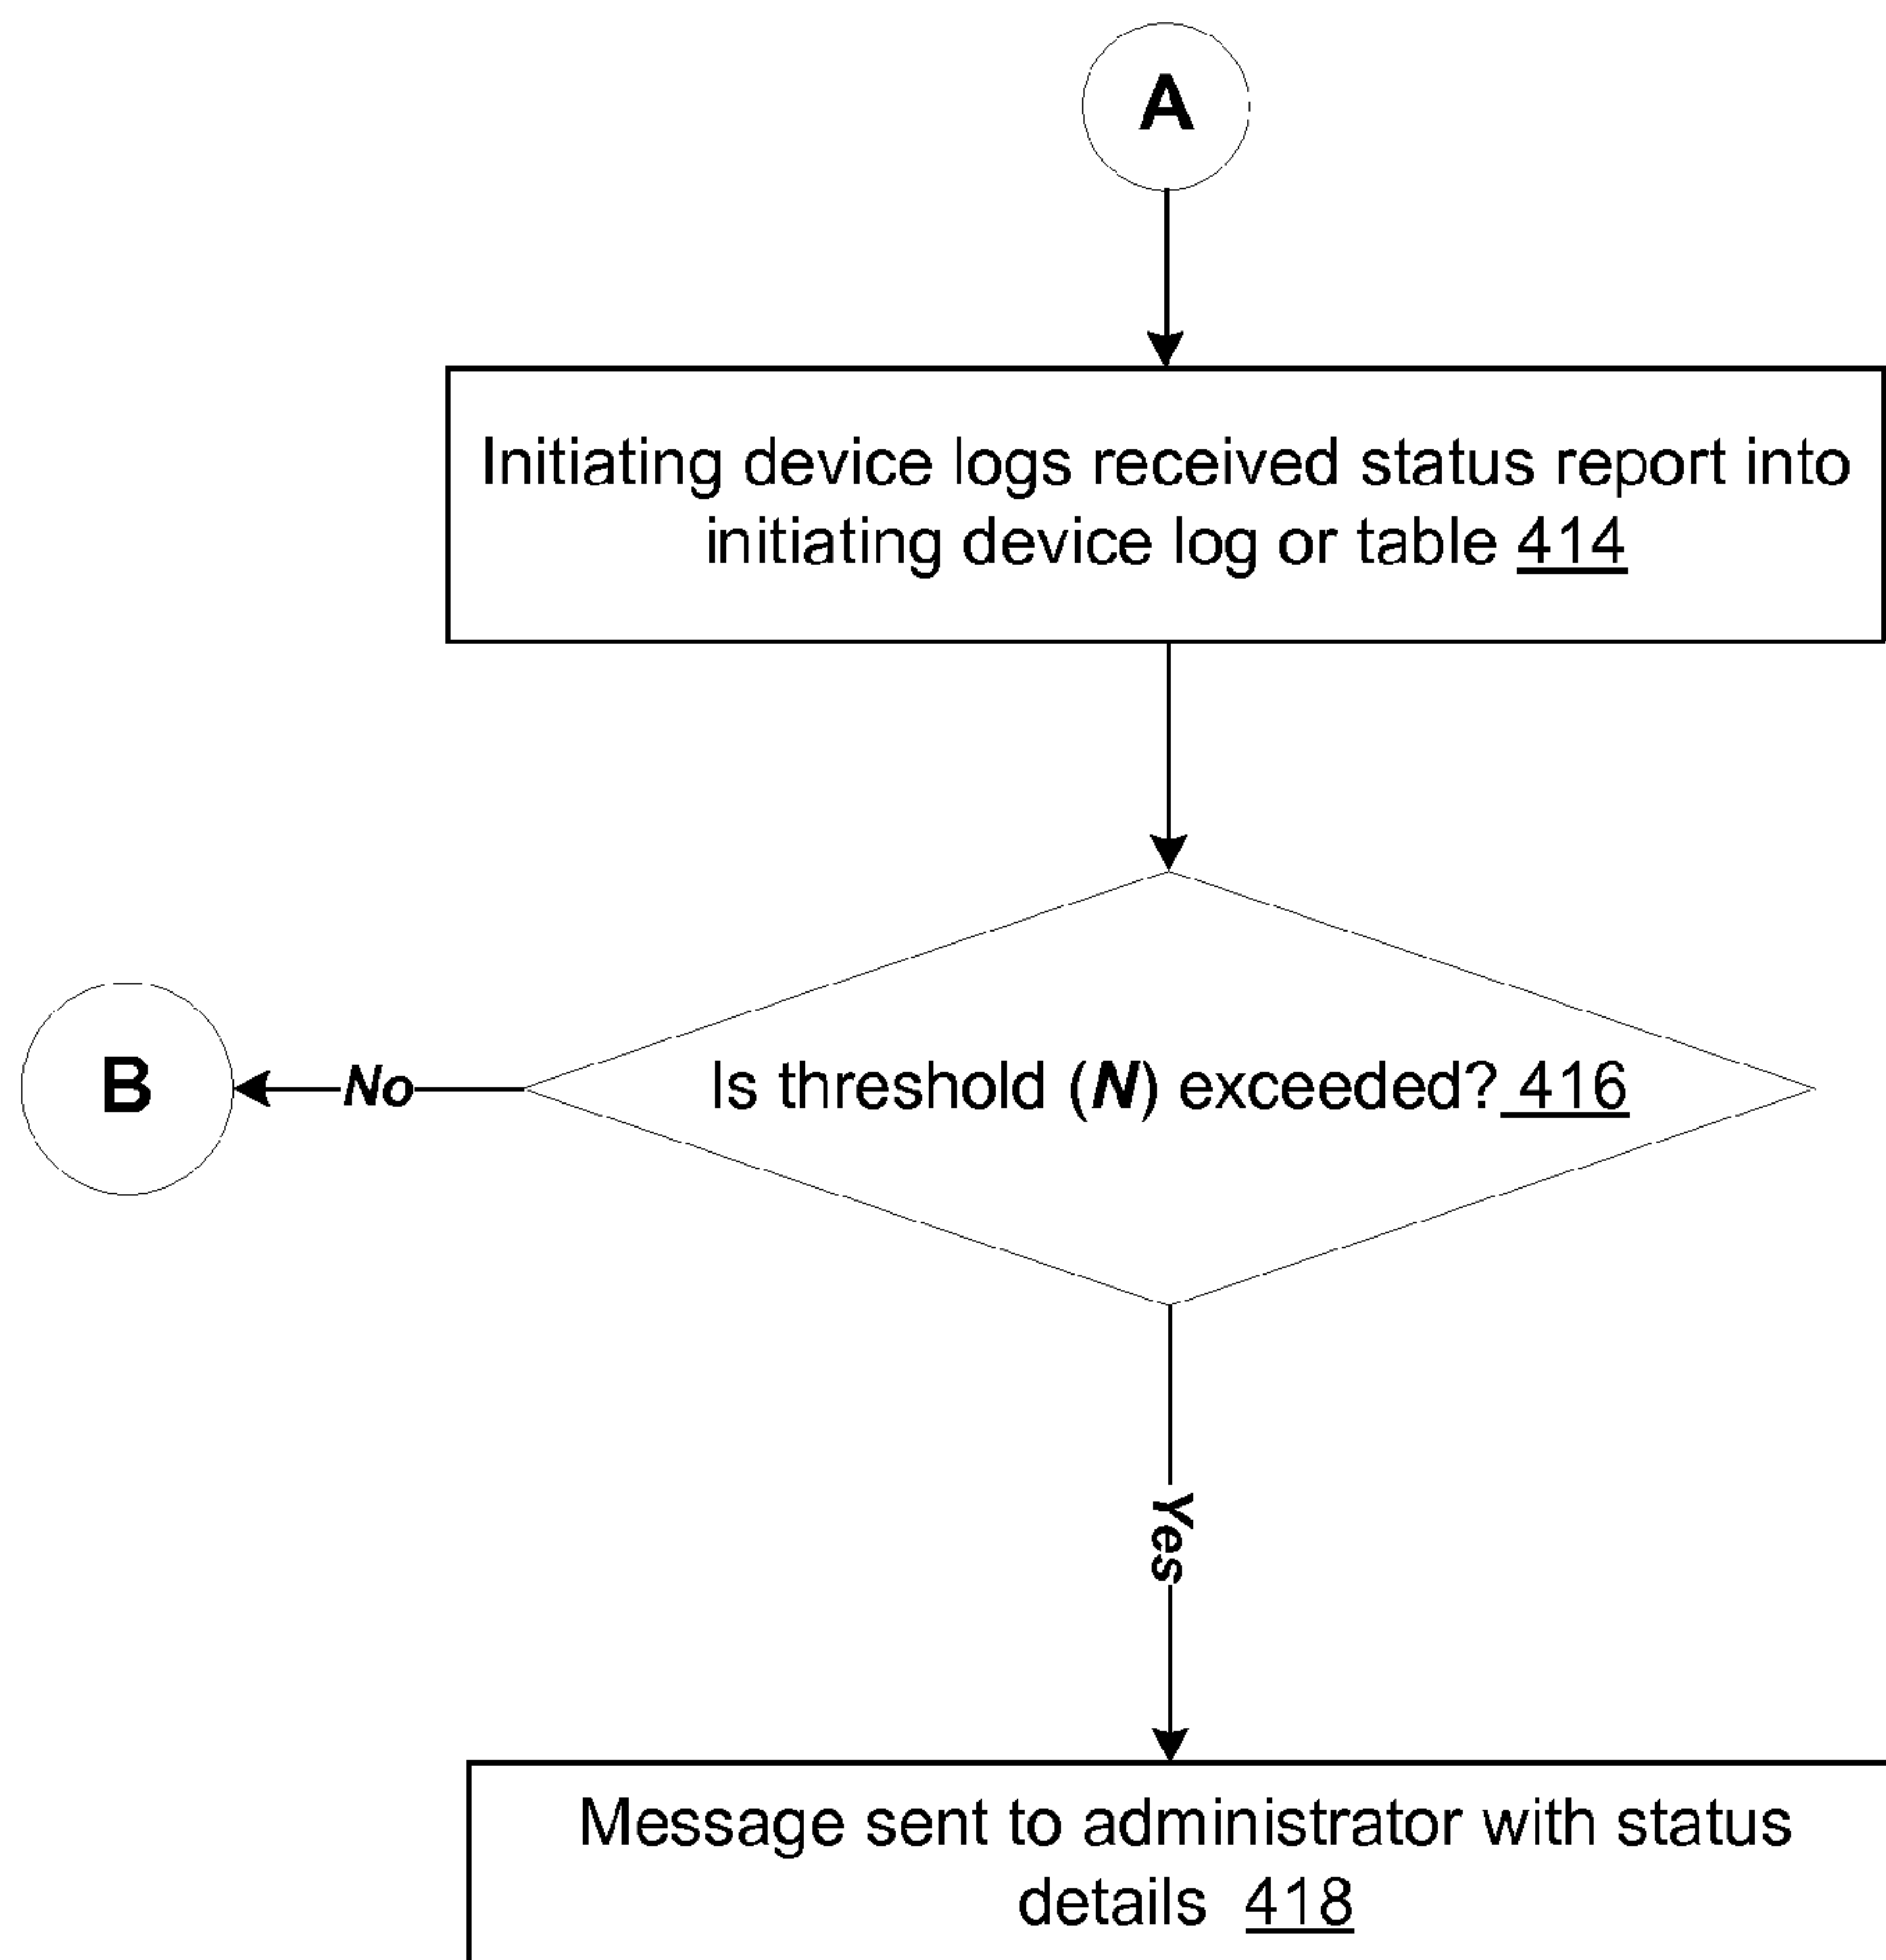 A
Initiating device logs received status report into
initiating device log or table 414
B
No
Is threshold (N) exceeded? 416
Yes
Message sent to administrator with status
details 418